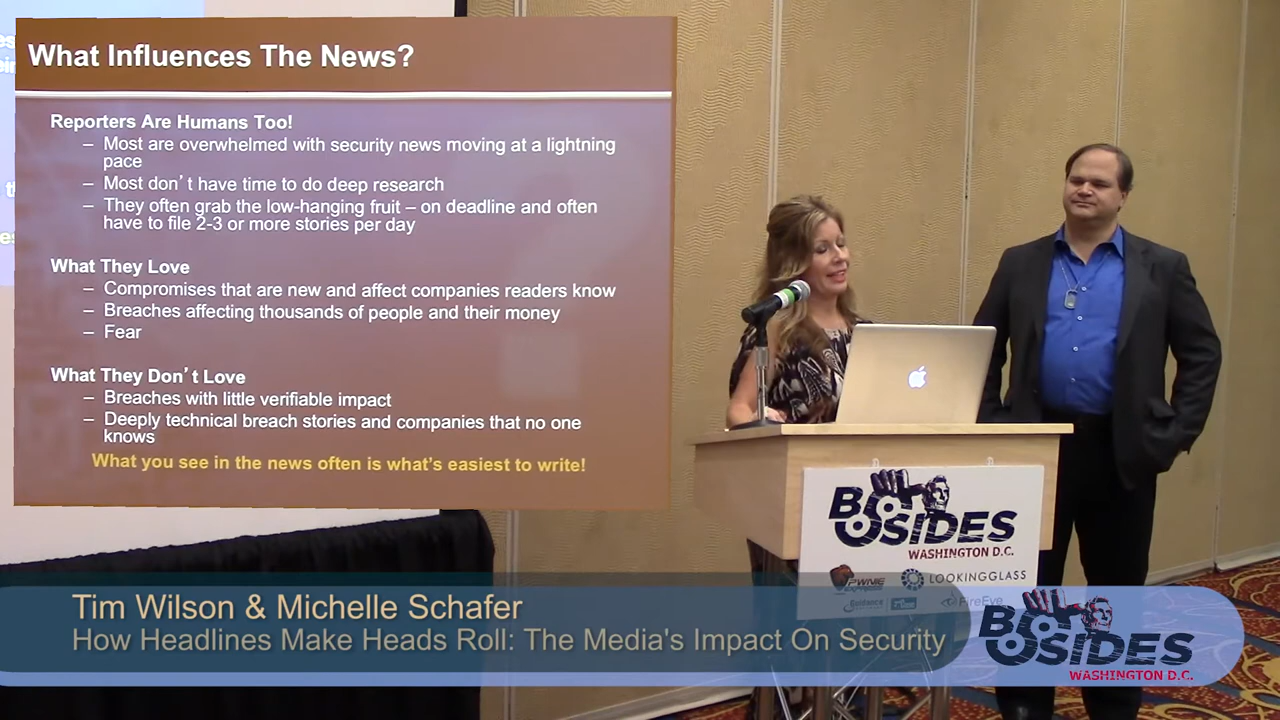 What Influences The News?
Reporters Are Humans Too!
– Most are overwhelmed with security news moving at a lightning
pace
– Most don't have time to do deep research
– They often grab the low-hanging fruit – on deadline and often
have to file 2-3 or more stories per day
What They Love
– Compromises that are new and affect companies readers know
– Breaches affecting thousands of people and their money
– Fear
What They Don't Love
– Breaches with little verifiable impact
– Deeply technical breach stories and companies that no one
knows
What you see in the news often is what's easiest to write!
BSIDES
WASHINGTON D.C.
PWNIE
EXPRESS
LOOKINGGLASS
Guidance
FireEye
Tim Wilson & Michelle Schafer
How Headlines Make Heads Roll: The Media's Impact On Security
BSIDES
WASHINGTON D.C.